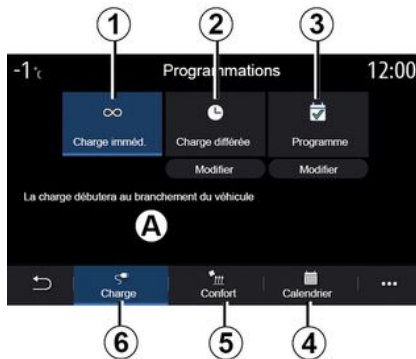 1 2 3
-1°c Programmations 12:00
Charge imméd. Charge différée Programme
Modifier Modifier
La charge débutera au branchement du véhicule
A
Charge Confort Calendrier
6 5 4